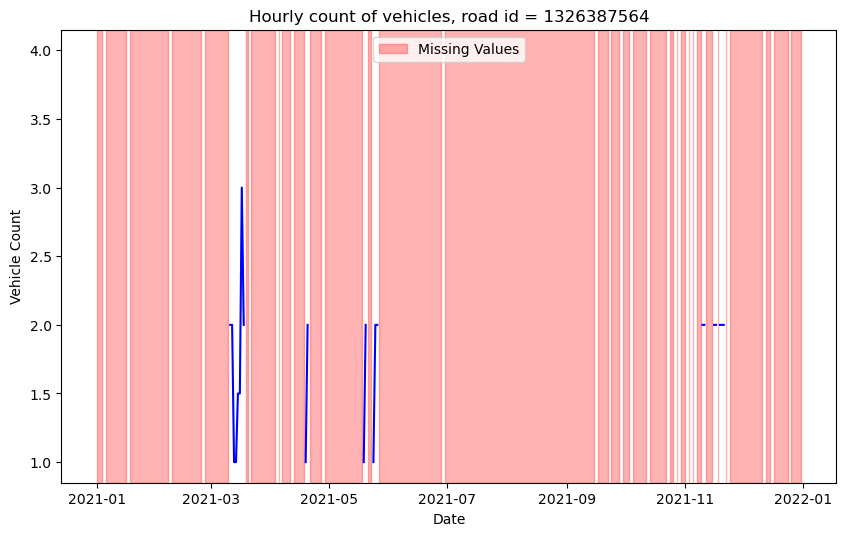 Hourly count of vehicles, road id = 1326387564
Missing Values
Vehicle Count
4.0
3.5
3.0
2.5
2.0
1.5
1.0
2021-01 2021-03 2021-05 2021-07 2021-09 2021-11 2022-01
Date